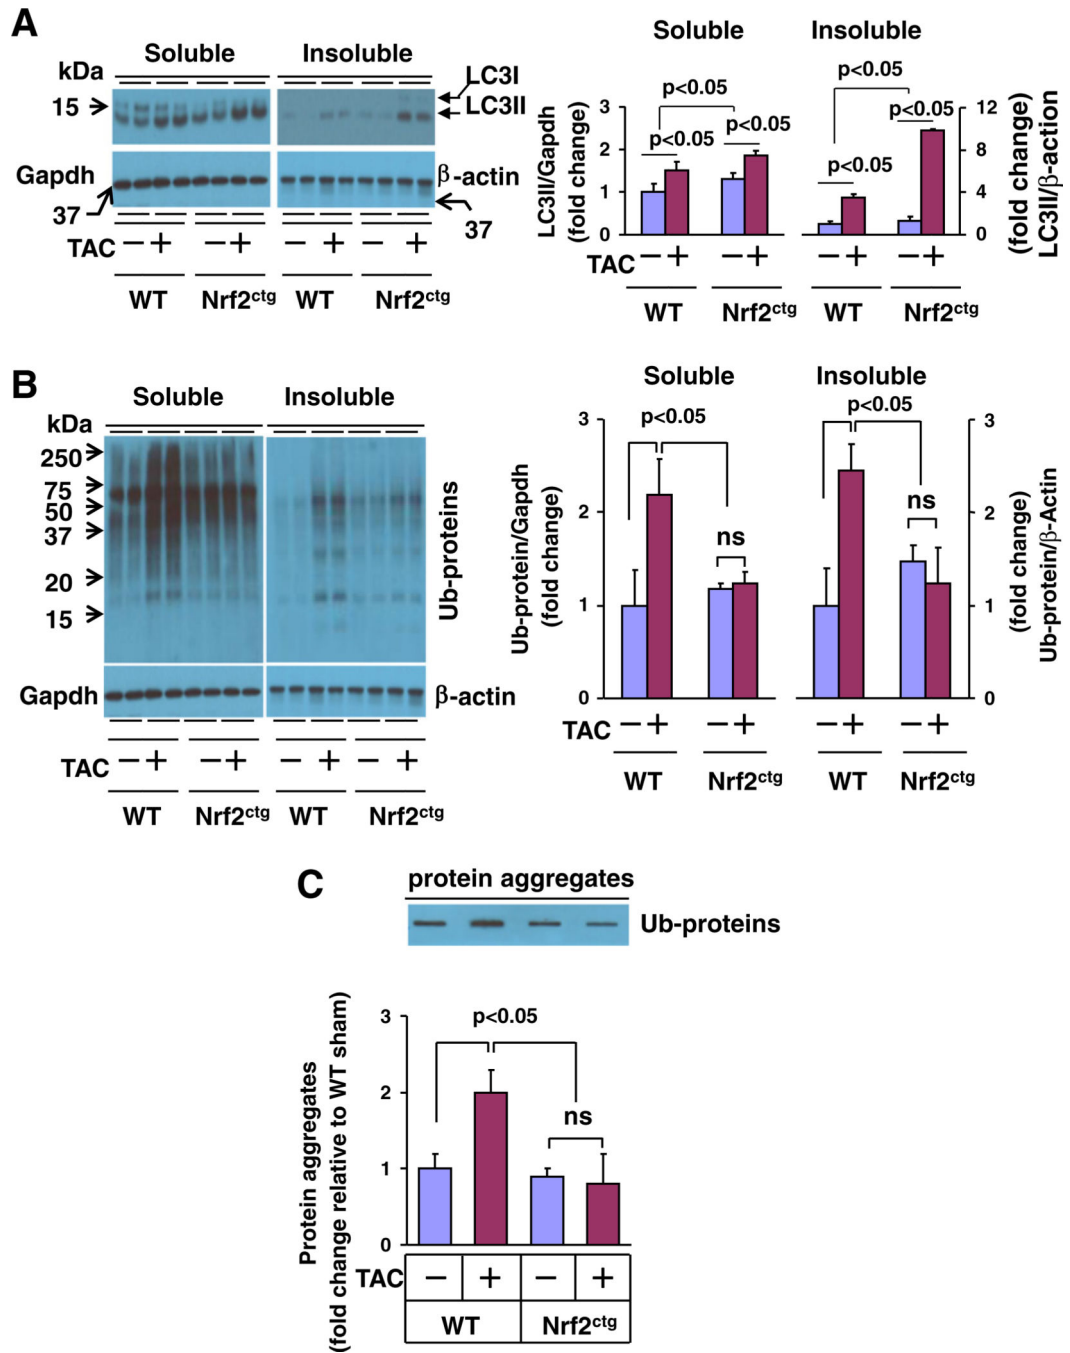 A
Soluble Insoluble
kDa
15
LC3I
LC3II
Gapdh
β-actin
37
37
TAC − + − + − + − +
WT Nrf2ctg WT Nrf2ctg
Soluble Insoluble
LC3II/Gapdh
(fold change)
3
2
1
0
p<0.05
p<0.05
p<0.05
p<0.05
p<0.05
p<0.05
12
8
4
0
(fold change)
LC3II/β-action
TAC − + − + − + − +
WT Nrf2ctg WT Nrf2ctg
B
Soluble Insoluble
kDa
250
75
50
37
20
15
Ub-proteins
Gapdh
β-actin
TAC − + − + − + − +
WT Nrf2ctg WT Nrf2ctg
Soluble Insoluble
Ub-protein/Gapdh
(fold change)
3
2
1
0
p<0.05
ns
p<0.05
ns
3
2
1
0
(fold change)
Ub-protein/β-Actin
TAC − + − + − + − +
WT Nrf2ctg WT Nrf2ctg
C
protein aggregates
Ub-proteins
Protein aggregates
(fold change relative to WT sham)
3
2
1
0
p<0.05
ns
TAC − + − +
WT Nrf2ctg